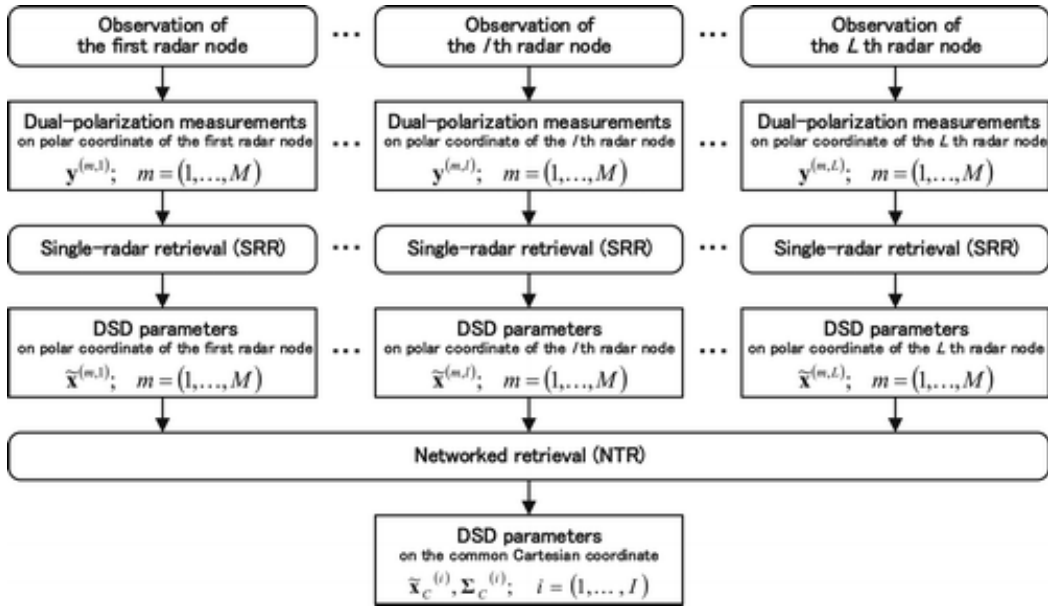 Observation of
the first radar node
...
Observation of
the lth radar node
...
Observation of
the L th radar node
Dual-polarization measurements
on polar coordinate of the first radar node
y^(m,1); m = (1,...,M)
...
Dual-polarization measurements
on polar coordinate of the lth radar node
y^(m,l); m = (1,...,M)
...
Dual-polarization measurements
on polar coordinate of the L th radar node
y^(m,L); m = (1,...,M)
Single-radar retrieval (SRR)
...
Single-radar retrieval (SRR)
...
Single-radar retrieval (SRR)
DSD parameters
on polar coordinate of the first radar node
x̃^(m,1); m = (1,...,M)
...
DSD parameters
on polar coordinate of the lth radar node
x̃^(m,l); m = (1,...,M)
...
DSD parameters
on polar coordinate of the L th radar node
x̃^(m,L); m = (1,...,M)
Networked retrieval (NTR)
DSD parameters
on the common Cartesian coordinate
x̃_C^(i), Σ_C^(i); i = (1,...,I)